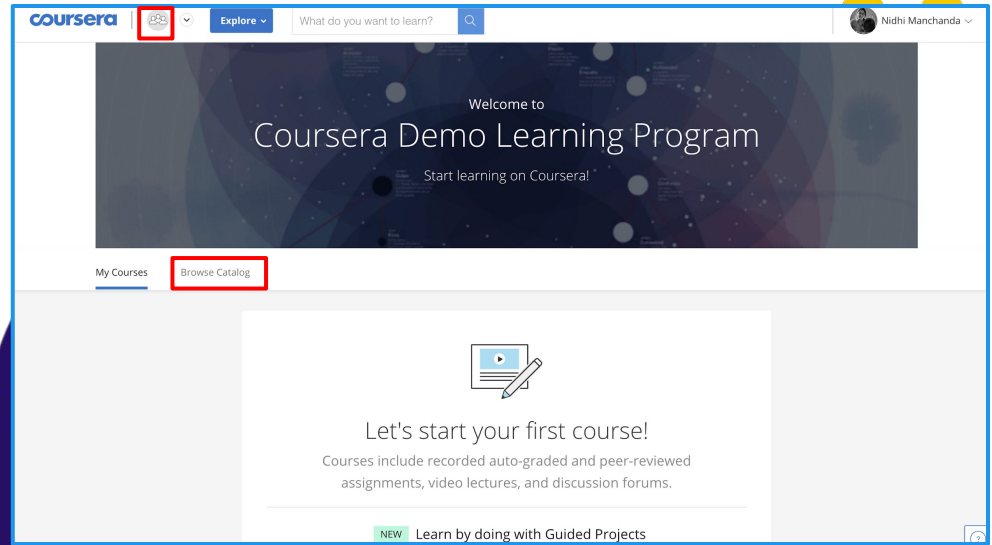 coursera
Explore
What do you want to learn?
Nidhi Manchanda
Welcome to
Coursera Demo Learning Program
Start learning on Coursera!
My Courses
Browse Catalog
Let's start your first course!
Courses include recorded auto-graded and peer-reviewed
assignments, video lectures, and discussion forums.
NEW Learn by doing with Guided Projects
?